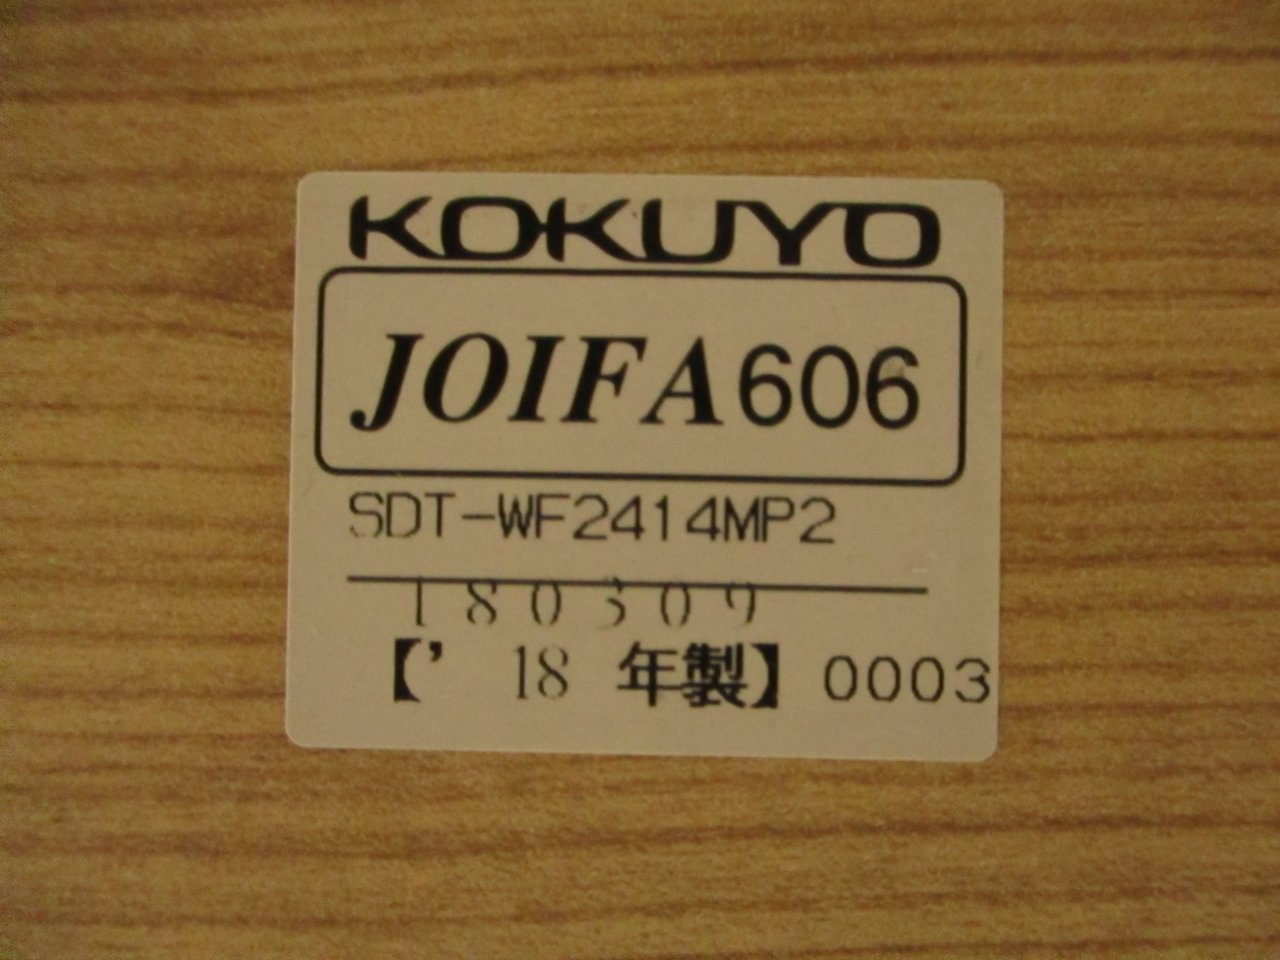 KOKUYO
JOIFA606
SDT-WF2414MP2
180309
【' 18 年製】 0003